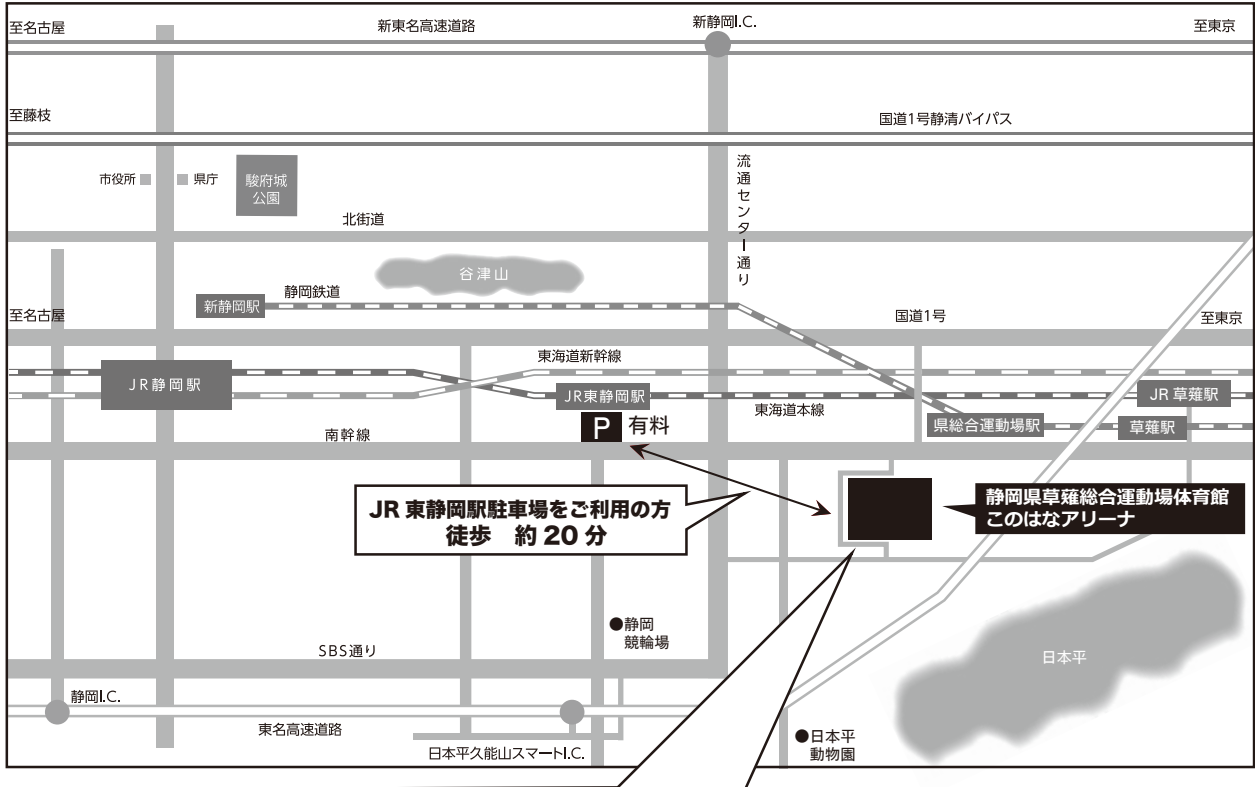 至名古屋
新東名高速道路
新静岡I.C.
至東京
至藤枝
国道1号静清バイパス
市役所
県庁
駿府城
公園
流通センター通り
北街道
谷津山
静岡鉄道
新静岡駅
至名古屋
国道1号
至東京
東海道新幹線
JR静岡駅
JR東静岡駅
東海道本線
JR 草薙駅
P 有料
県総合運動場駅
草薙駅
南幹線
JR 東静岡駅駐車場をご利用の方
徒歩 約 20 分
静岡県草薙総合運動場体育館
このはなアリーナ
●静岡
競輪場
SBS通り
日本平
静岡I.C.
東名高速道路
日本平久能山スマートI.C.
●日本平
動物園